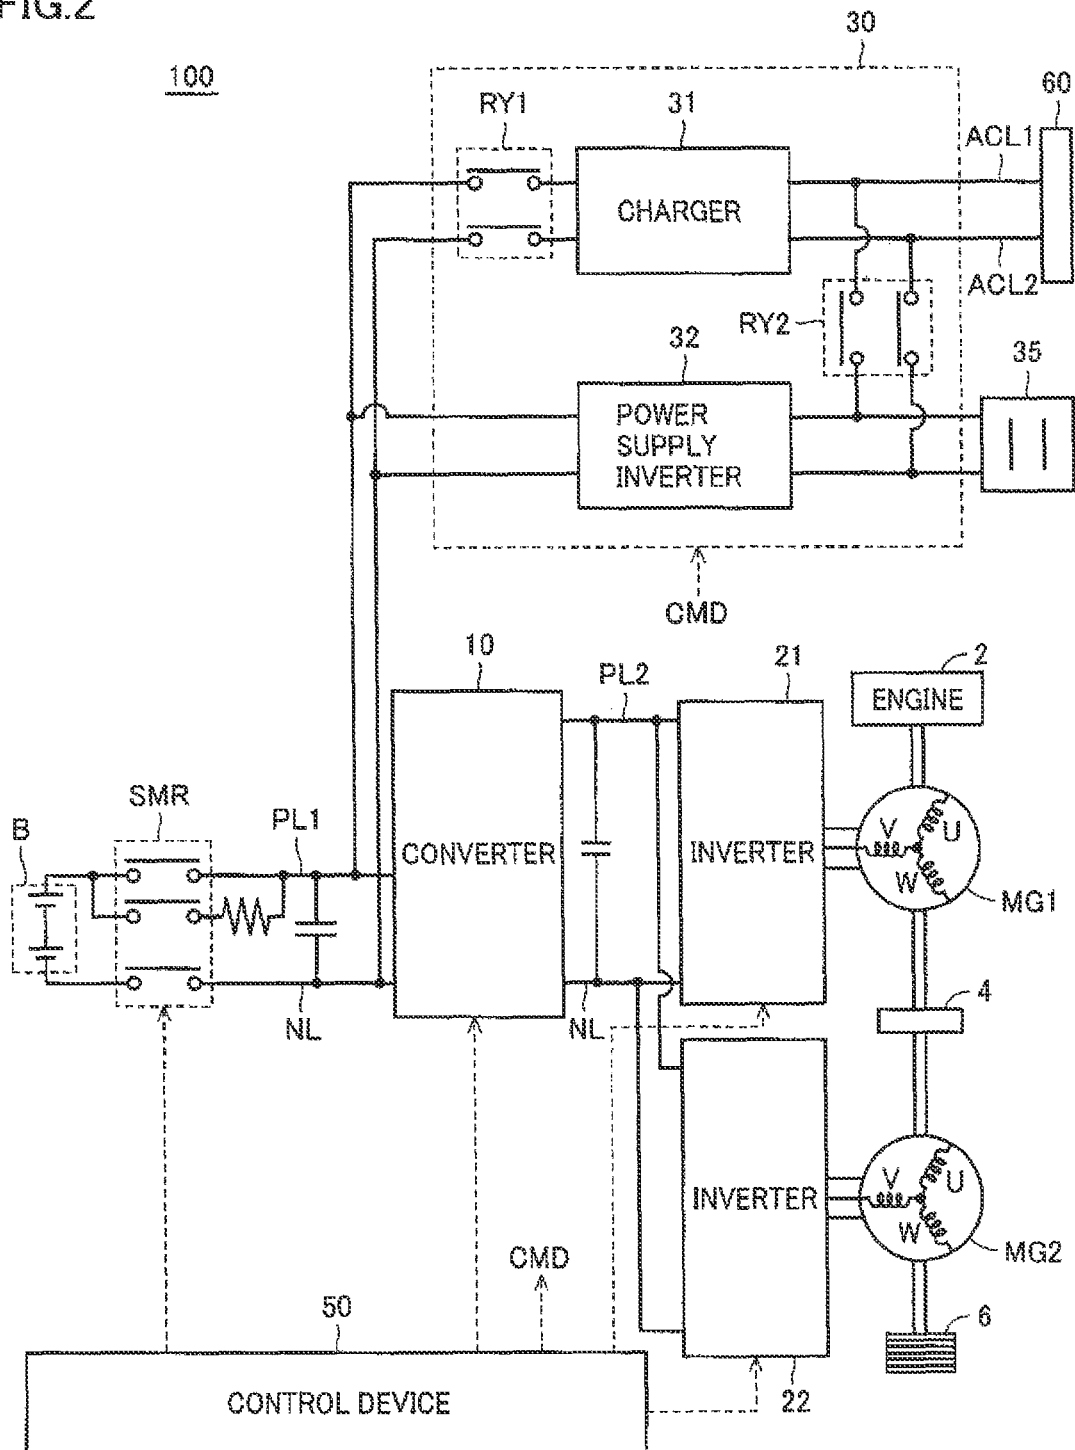 FIG.2
100
30
60
RY1
31
ACL1
CHARGER
ACL2
RY2
32
35
POWER
SUPPLY
INVERTER
CMD
10
PL2
21
2
ENGINE
SMR
B
PL1
CONVERTER
INVERTER
V
U
W
MG1
NL
NL
4
INVERTER
V
U
W
MG2
CMD
50
6
CONTROL DEVICE
22